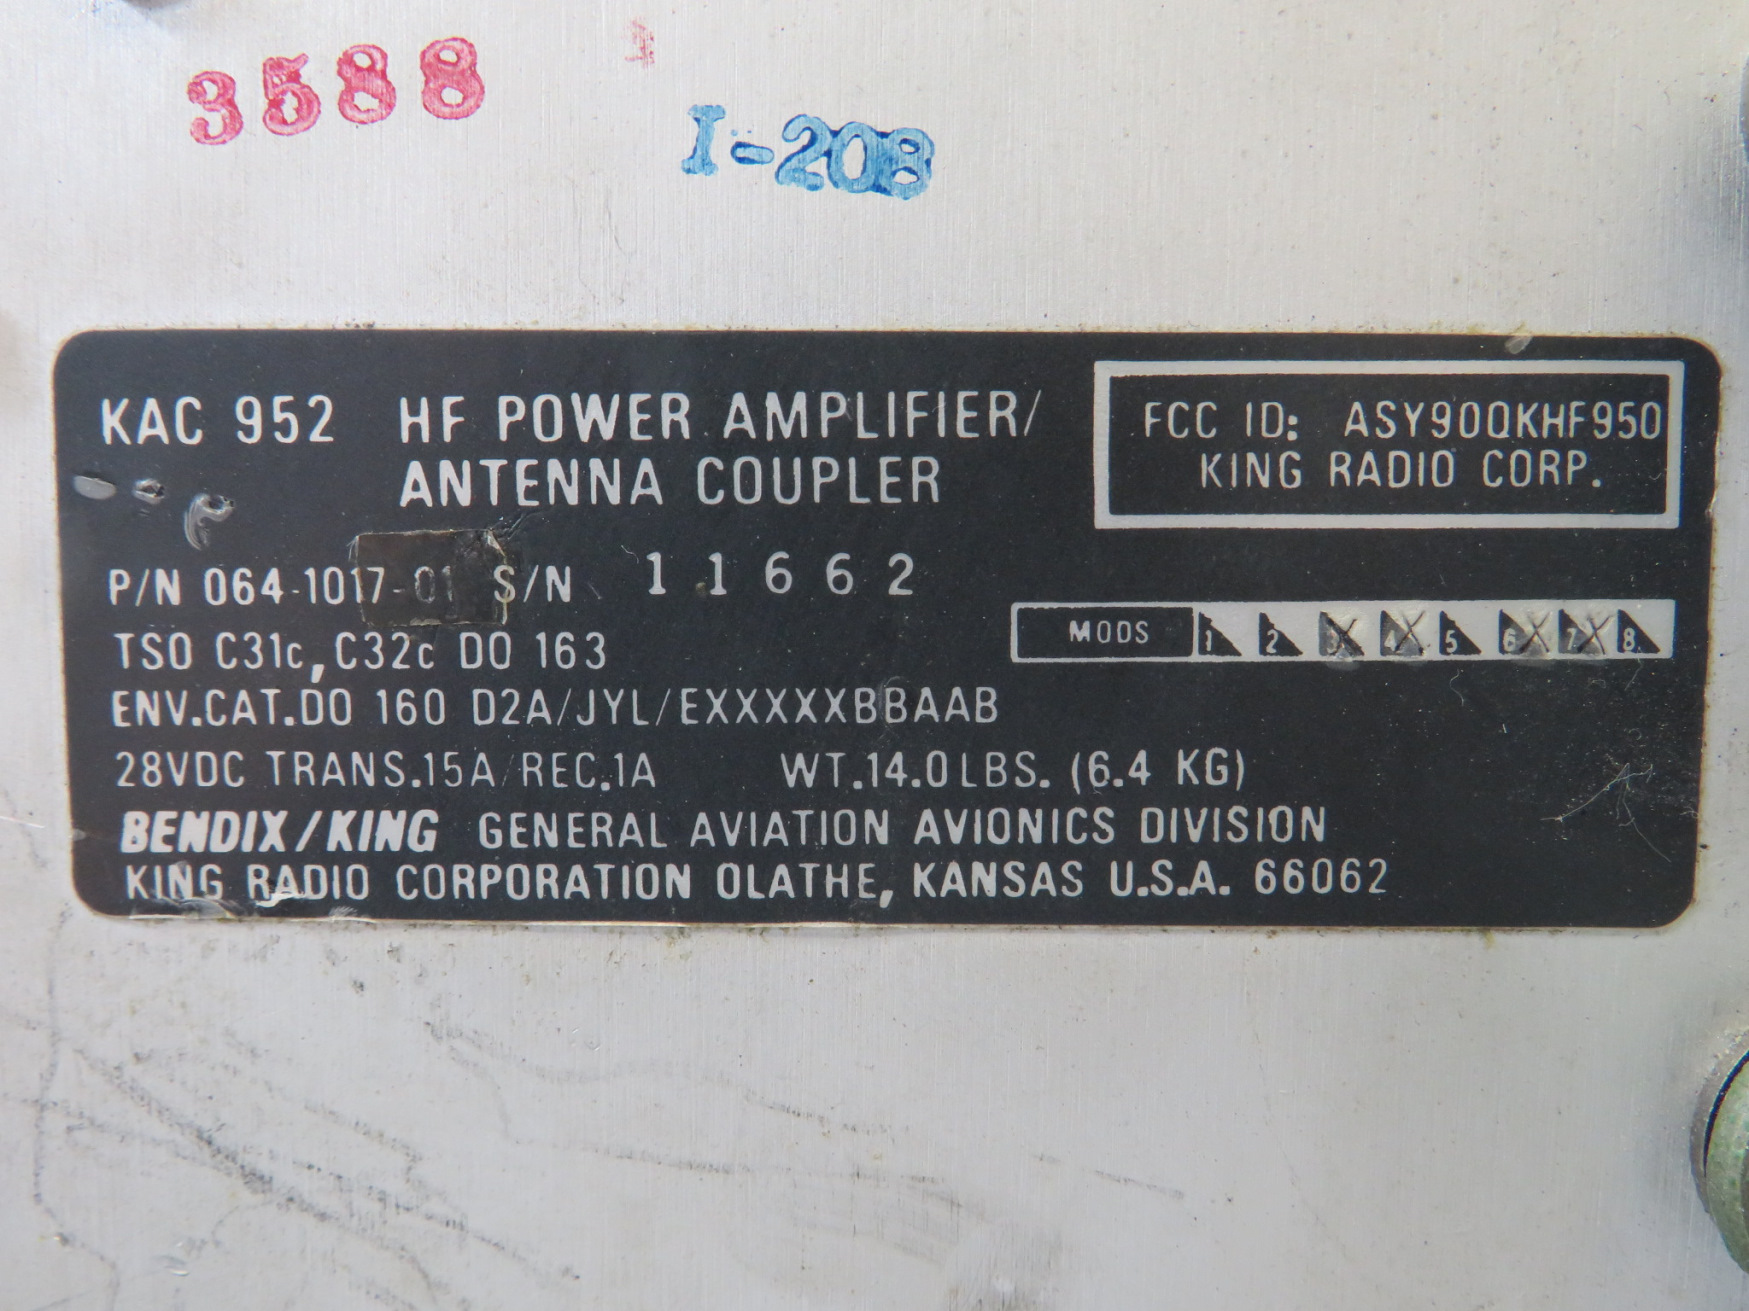 3588
I-208
KAC 952 HF POWER AMPLIFIER/
ANTENNA COUPLER
FCC ID: ASY90QKHF950
KING RADIO CORP.
P/N 064-1017-01 S/N 11662
MODS 1 2 3 4 5 6 7 8
TSO C31c, C32c DO 163
ENV.CAT.DO 160 D2A/JYL/EXXXXXBBAAB
28VDC TRANS.15A/REC.1A WT.14.0LBS. (6.4 KG)
BENDIX/KING GENERAL AVIATION AVIONICS DIVISION
KING RADIO CORPORATION OLATHE, KANSAS U.S.A. 66062